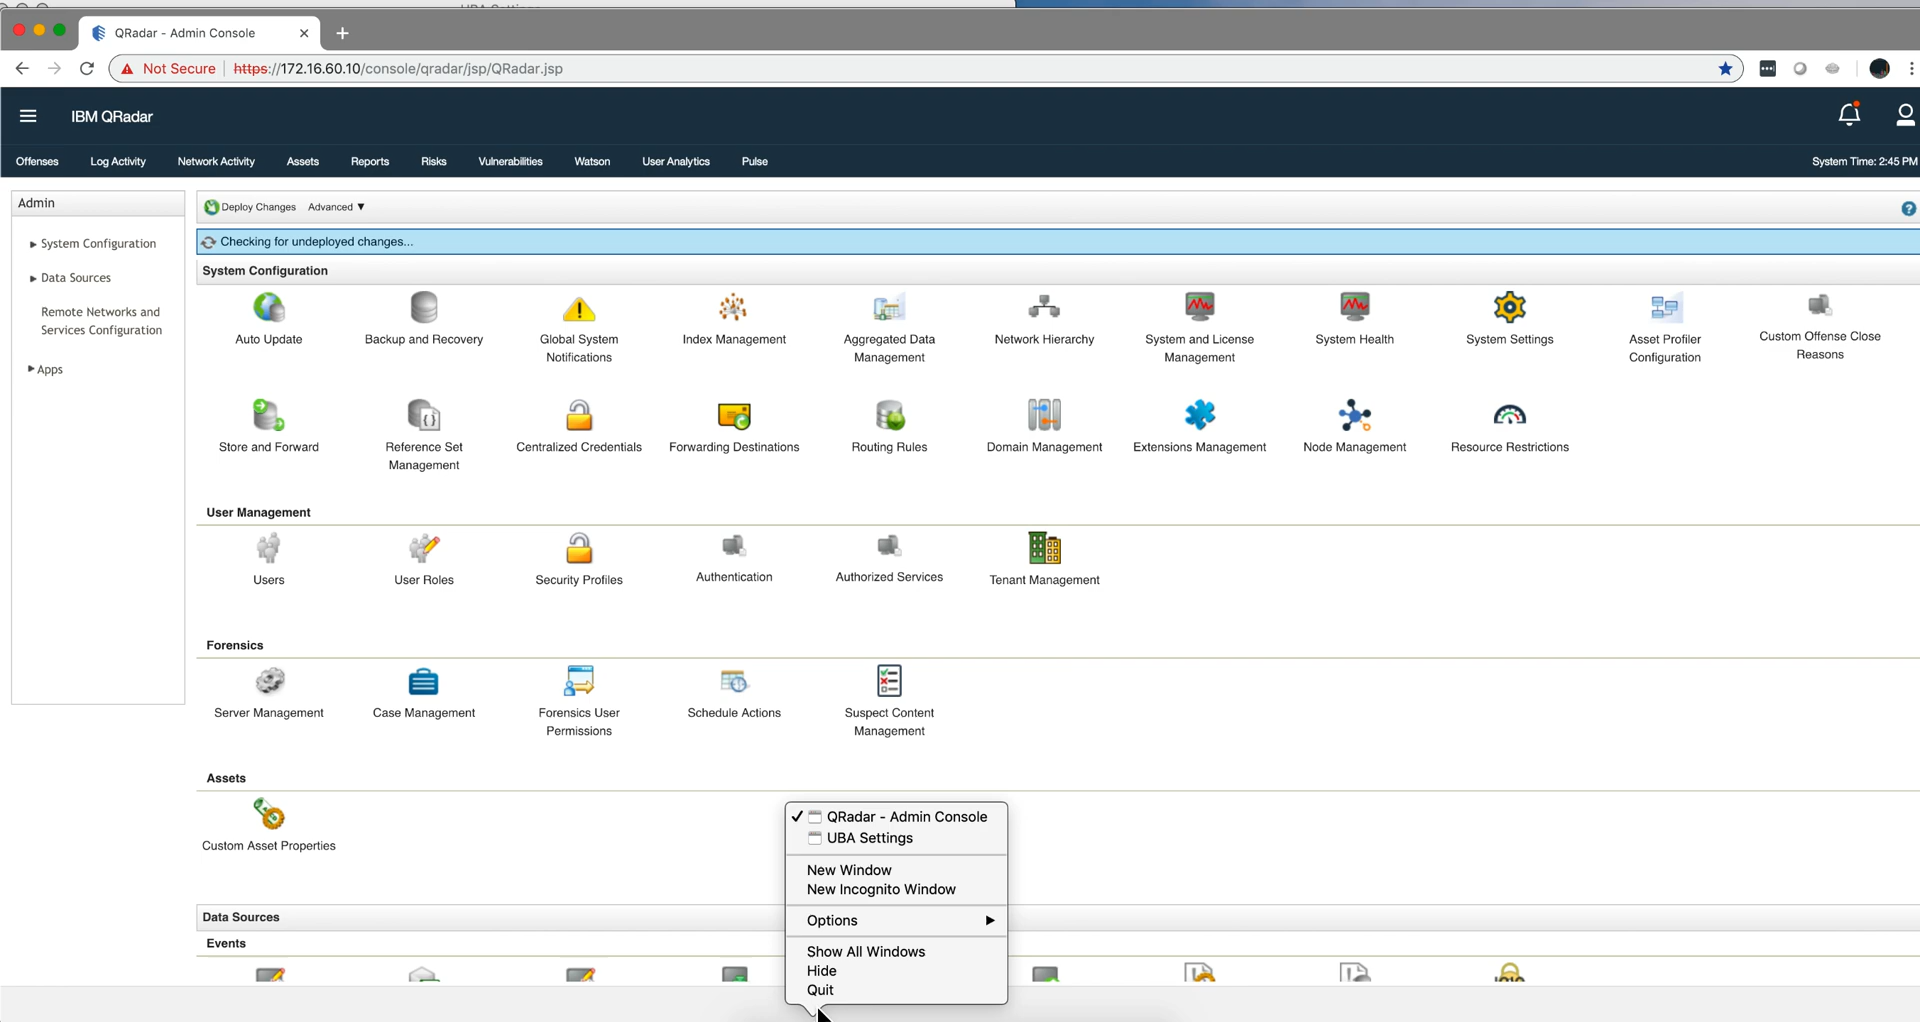 UBA Settings
QRadar - Admin Console
Not Secure
https://172.16.60.10/console/qradar/jsp/QRadar.jsp
IBM QRadar
Offenses Log Activity Network Activity Assets Reports Risks Vulnerabilities Watson User Analytics Pulse System Time: 2:45 PM
Admin
Deploy Changes Advanced ▼
System Configuration
Data Sources
Remote Networks and
Services Configuration
Apps
Checking for undeployed changes...
System Configuration
Auto Update
Backup and Recovery
Global System
Notifications
Index Management
Aggregated Data
Management
Network Hierarchy
System and License
Management
System Health
System Settings
Asset Profiler
Configuration
Custom Offense Close
Reasons
Store and Forward
Reference Set
Management
Centralized Credentials
Forwarding Destinations
Routing Rules
Domain Management
Extensions Management
Node Management
Resource Restrictions
User Management
Users
User Roles
Security Profiles
Authentication
Authorized Services
Tenant Management
Forensics
Server Management
Case Management
Forensics User
Permissions
Schedule Actions
Suspect Content
Management
Assets
Custom Asset Properties
Data Sources
Events
QRadar - Admin Console
UBA Settings
New Window
New Incognito Window
Options
Show All Windows
Hide
Quit